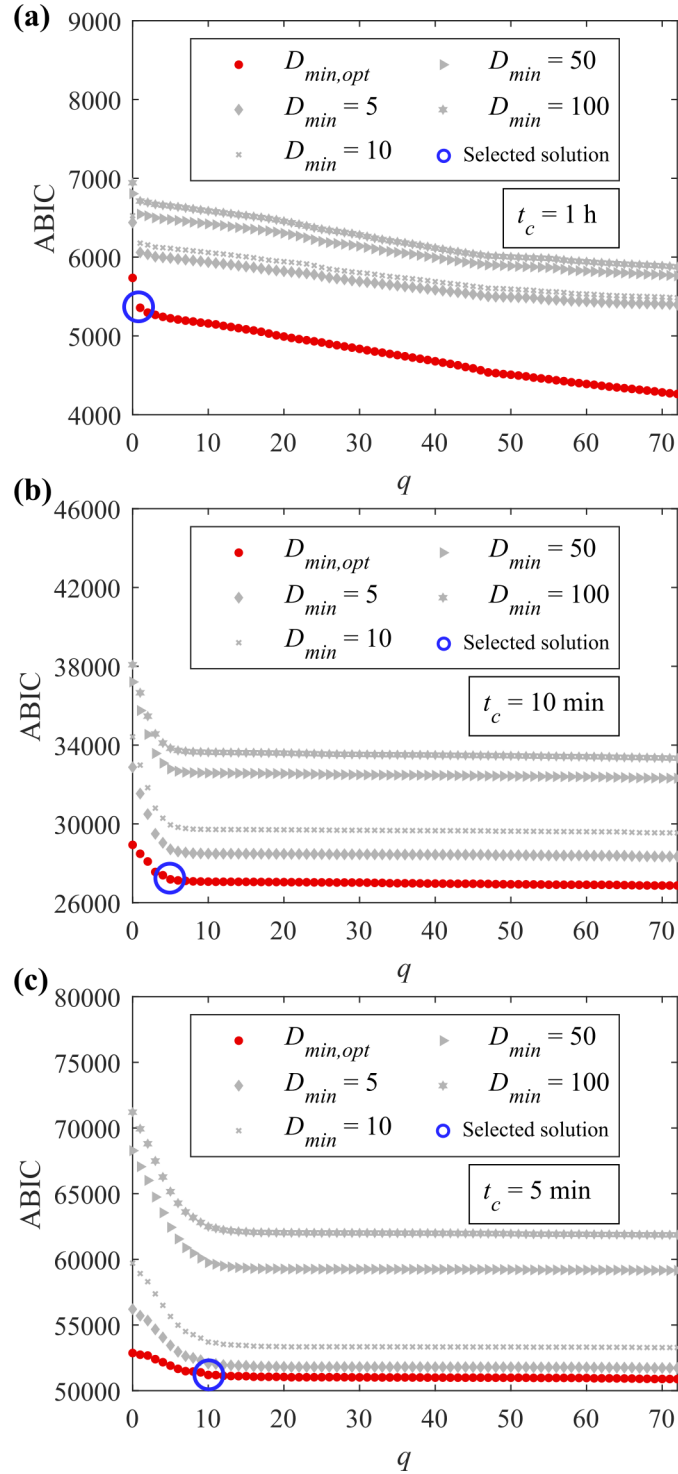 (a)
9000
8000
7000
6000
5000
4000
ABIC
D_min,opt
D_min = 5
D_min = 10
D_min = 50
D_min = 100
Selected solution
t_c = 1 h
0 10 20 30 40 50 60 70
q
(b)
46000
42000
38000
34000
30000
26000
ABIC
D_min,opt
D_min = 5
D_min = 10
D_min = 50
D_min = 100
Selected solution
t_c = 10 min
0 10 20 30 40 50 60 70
q
(c)
80000
75000
70000
65000
60000
55000
50000
ABIC
D_min,opt
D_min = 5
D_min = 10
D_min = 50
D_min = 100
Selected solution
t_c = 5 min
0 10 20 30 40 50 60 70
q